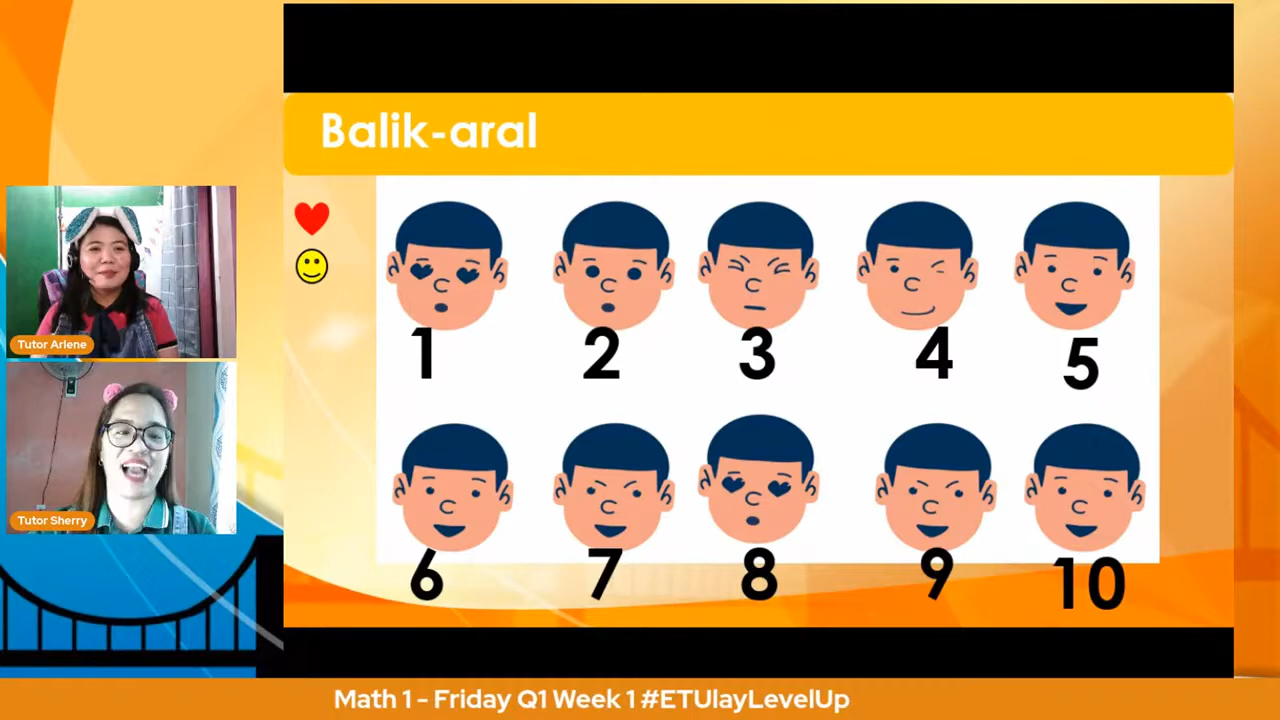 Balik-aral
Tutor Arlene
1 2 3 4 5
Tutor Sherry
6 7 8 9 10
Math 1 - Friday Q1 Week 1 #ETUlayLevelUp